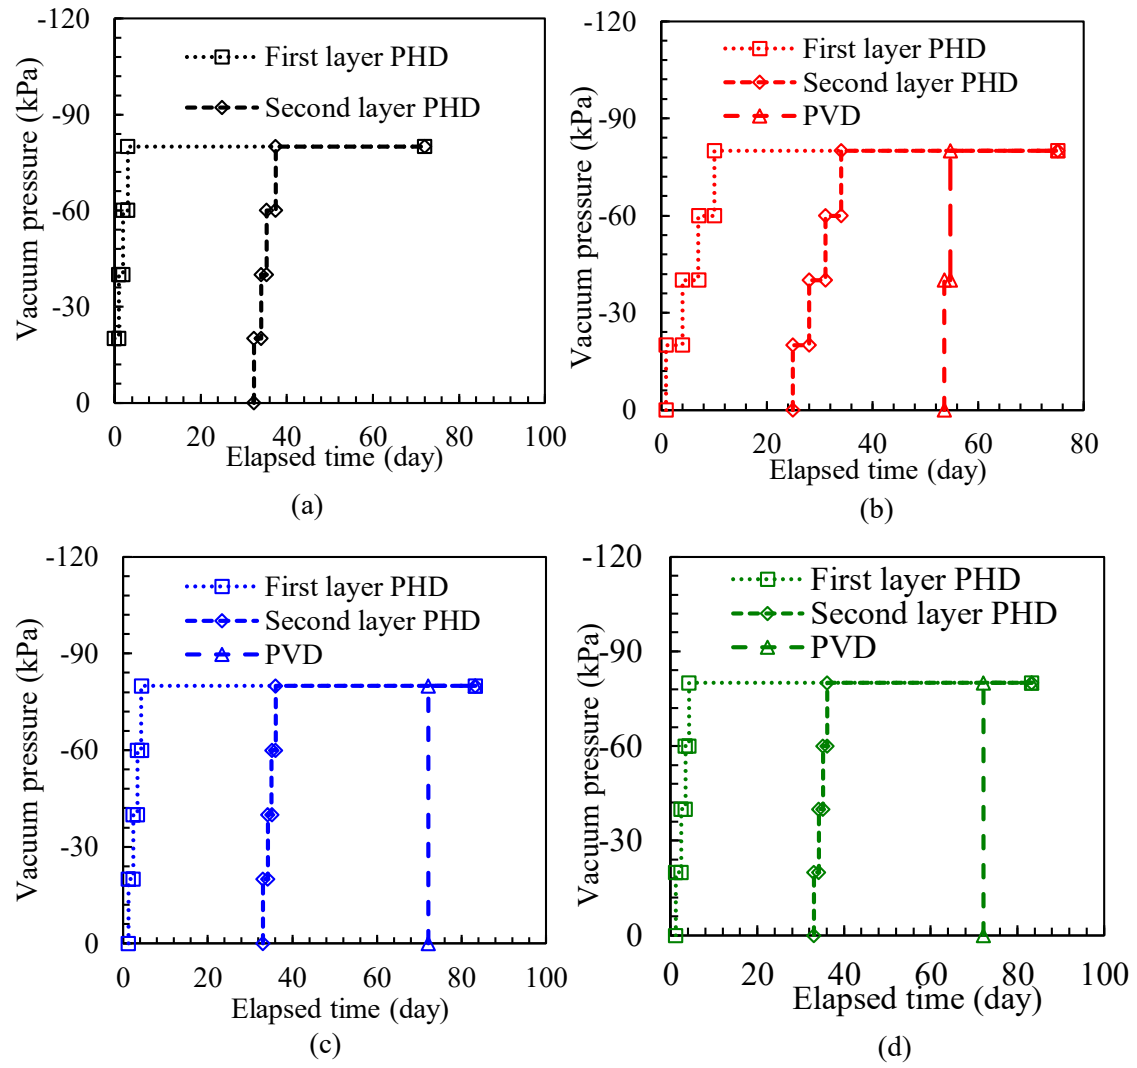 -120
-90
-60
-30
0
Vacuum pressure (kPa)
First layer PHD
Second layer PHD
0 20 40 60 80 100
Elapsed time (day)
(a)
-120
-90
-60
-30
0
Vacuum pressure (kPa)
First layer PHD
Second layer PHD
PVD
0 20 40 60 80
Elapsed time (day)
(b)
-120
-90
-60
-30
0
Vacuum pressure (kPa)
First layer PHD
Second layer PHD
PVD
0 20 40 60 80 100
Elapsed time (day)
(c)
-120
-90
-60
-30
0
Vacuum pressure (kPa)
First layer PHD
Second layer PHD
PVD
0 20 40 60 80 100
Elapsed time (day)
(d)